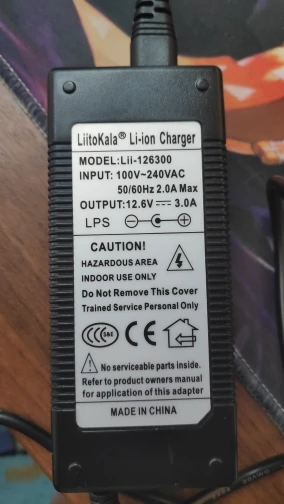 LiitoKala® Li-ion Charger
MODEL:Lii-126300
INPUT: 100V~240VAC
50/60Hz 2.0A Max
OUTPUT:12.6V⎓3.0A
LPS
CAUTION!
HAZARDOUS AREA
INDOOR USE ONLY
Do Not Remove This Cover
Trained Service Personal Only
CCC S&E CE
No serviceable parts inside.
Refer to product owners manual
for application of this adapter
MADE IN CHINA